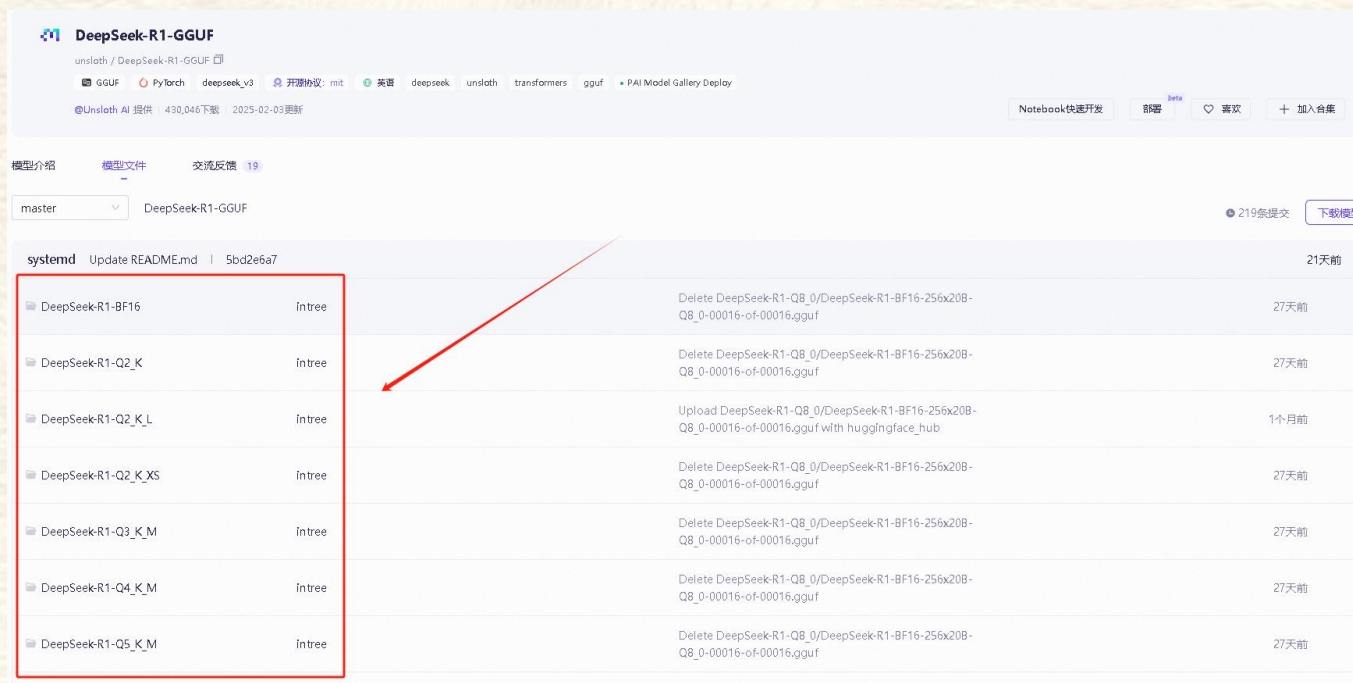 DeepSeek-R1-GGUF
unsloth / DeepSeek-R1-GGUF
GGUF PyTorch deepseek_v3 开源协议: mit 英语 deepseek unsloth transformers gguf PAI Model Gallery Deploy
@Unsloth AI 提供 430,046下载 2025-02-03更新
Notebook快速开发 部署 beta 喜欢 加入合集
模型介绍 模型文件 交流反馈 19
master DeepSeek-R1-GGUF
219条提交 下载模型
systemd Update README.md | 5bd2e6a7 21天前
DeepSeek-R1-BF16 intree Delete DeepSeek-R1-Q8_0/DeepSeek-R1-BF16-256x20B-
Q8_0-00016-of-00016.gguf 27天前
DeepSeek-R1-Q2_K intree Delete DeepSeek-R1-Q8_0/DeepSeek-R1-BF16-256x20B-
Q8_0-00016-of-00016.gguf 27天前
DeepSeek-R1-Q2_K_L intree Upload DeepSeek-R1-Q8_0/DeepSeek-R1-BF16-256x20B-
Q8_0-00016-of-00016.gguf with huggingface_hub 1个月前
DeepSeek-R1-Q2_K_XS intree Delete DeepSeek-R1-Q8_0/DeepSeek-R1-BF16-256x20B-
Q8_0-00016-of-00016.gguf 27天前
DeepSeek-R1-Q3_K_M intree Delete DeepSeek-R1-Q8_0/DeepSeek-R1-BF16-256x20B-
Q8_0-00016-of-00016.gguf 27天前
DeepSeek-R1-Q4_K_M intree Delete DeepSeek-R1-Q8_0/DeepSeek-R1-BF16-256x20B-
Q8_0-00016-of-00016.gguf 27天前
DeepSeek-R1-Q5_K_M intree Delete DeepSeek-R1-Q8_0/DeepSeek-R1-BF16-256x20B-
Q8_0-00016-of-00016.gguf 27天前